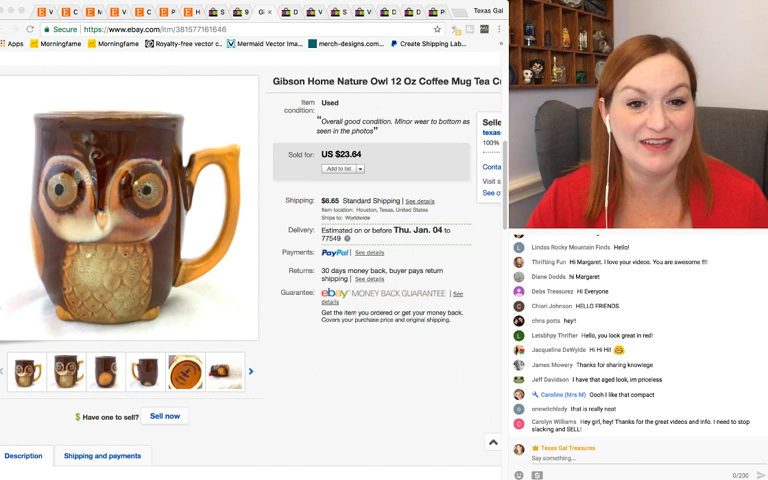 V
C
M
V
C
P
H
S
9
Gi
D
V
S
V
D
D
P
Texas Gal
Secure
https://www.ebay.com/itm/381577161646
Apps
Morningfame
Morningfame
Royalty-free vector c...
Mermaid Vector Ima...
merch-designs.com...
Create Shipping Lab...
Gibson Home Nature Owl 12 Oz Coffee Mug Tea Cu
Item condition:
Used
"Overall good condition. Minor wear to bottom as
seen in the photos"
Sold for:
US $23.64
Add to list
Shipping:
$6.65 Standard Shipping | See details
Item location: Houston, Texas, United States
Ships to: Worldwide
Delivery:
Estimated on or before Thu. Jan. 04 to
77549
Payments:
PayPal | See details
Returns:
30 days money back, buyer pays return
shipping | See details
Guarantee:
ebay MONEY BACK GUARANTEE | See
details
Get the item you ordered or get your money back.
Covers your purchase price and original shipping.
Selle
texas
100%
Conta
Visit s
See o
$ Have one to sell?
Sell now
Description
Shipping and payments
Lindas Rocky Mountain Finds Hello!
Thrifting Fun Hi Margaret. I love your videos. You are awesome !!!!
Diane Dodds hi Margaret
Debs Treasurez Hi Everyone
Chiari Johnson HELLO FRIENDS.
chris potts hey!!
Letsbhpy Thrifter Hello, you look great in red!
Jacqueline DeWylde Hi Hi Hi!
James Mowery Thanks for sharing knowlege
Jeff Davidson I have that aged look, im priceless
Caroline (Mrs M) Oooh I like that compact
onewitchlady that is really neat
Carolyn Williams Hey girl, hey! Thanks for the great videos and info. I need to stop
slacking and SELL!
Texas Gal Treasures
Say something...
0/200